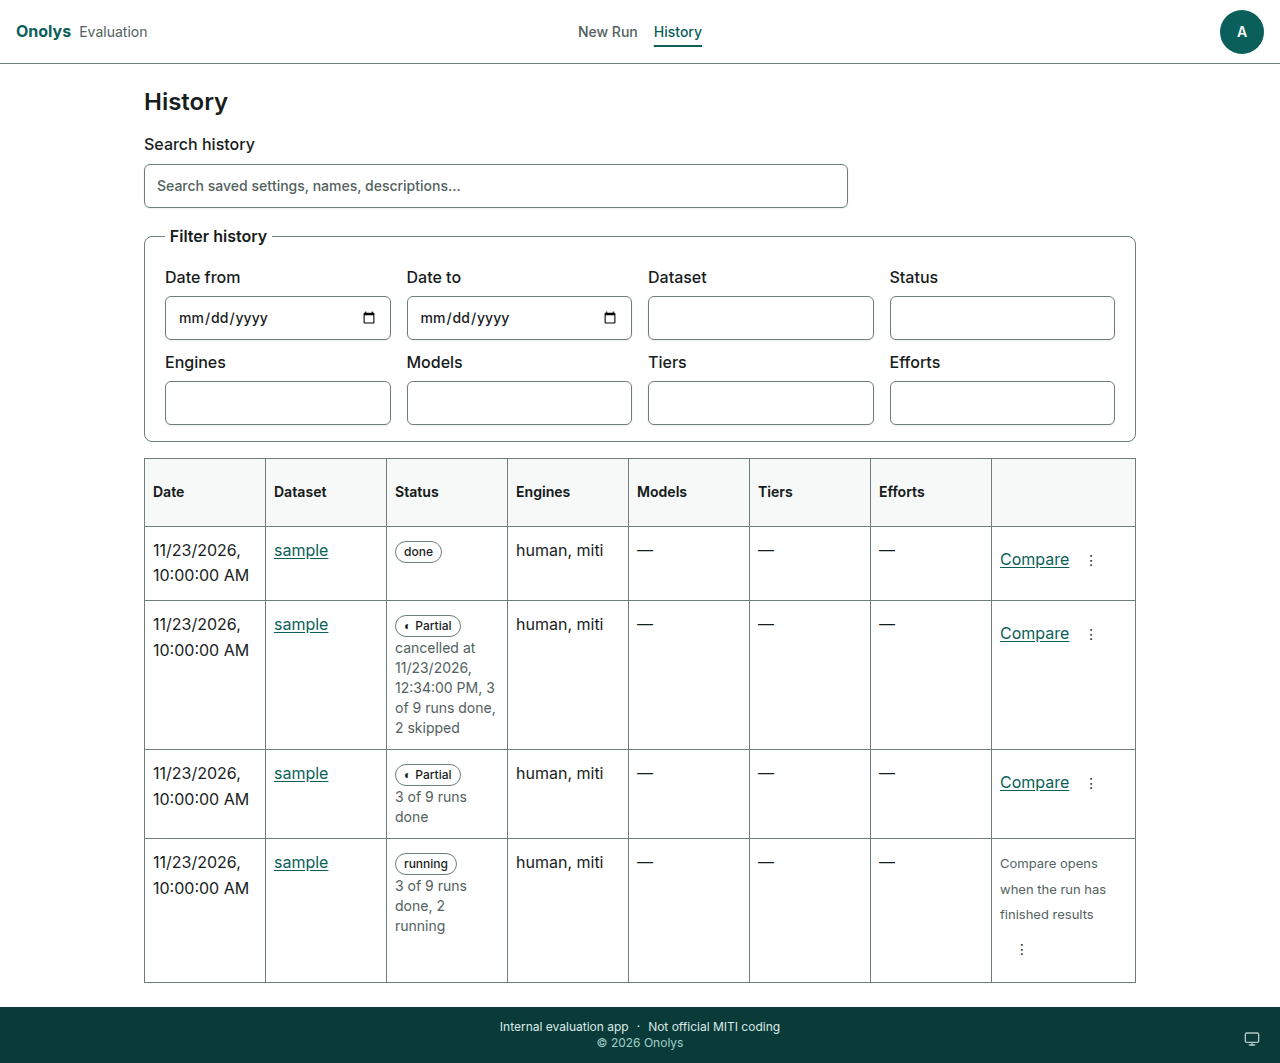 Onolys Evaluation
New Run History
A
History
Search history
Search saved settings, names, descriptions...
Filter history
Date from Date to Dataset Status
mm/dd/yyyy mm/dd/yyyy
Engines Models Tiers Efforts
Date Dataset Status Engines Models Tiers Efforts
11/23/2026, sample done human, miti — — — Compare ⋮
10:00:00 AM
11/23/2026, sample Partial human, miti — — — Compare ⋮
10:00:00 AM
cancelled at
11/23/2026,
12:34:00 PM, 3
of 9 runs done,
2 skipped
11/23/2026, sample Partial human, miti — — — Compare ⋮
10:00:00 AM
3 of 9 runs
done
11/23/2026, sample running human, miti — — — Compare opens
10:00:00 AM
when the run has
finished results
3 of 9 runs
done, 2
running
⋮
Internal evaluation app · Not official MITI coding
© 2026 Onolys